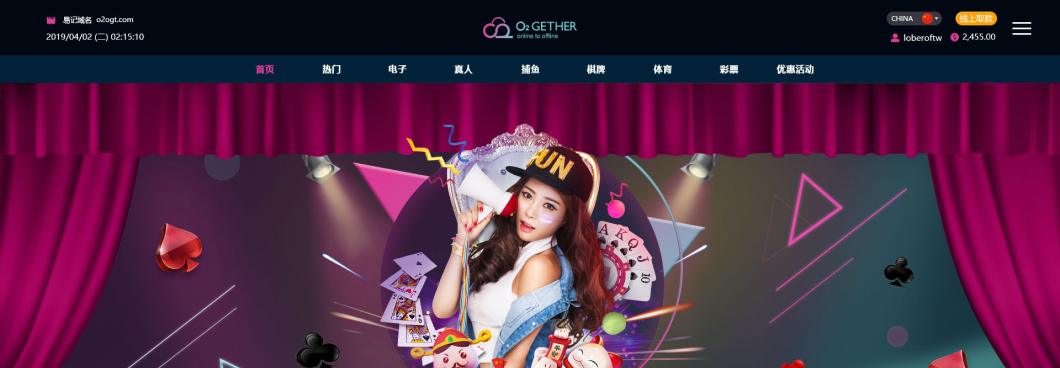 易记域名 o2ogt.com
2019/04/02 (二) 02:15:10
O2 GETHER
online to offline
CHINA
线上取款
loberoftw
2,455.00
首页 热门 电子 真人 捕鱼 棋牌 体育 彩票 优惠活动
HUN
A K Q J 10